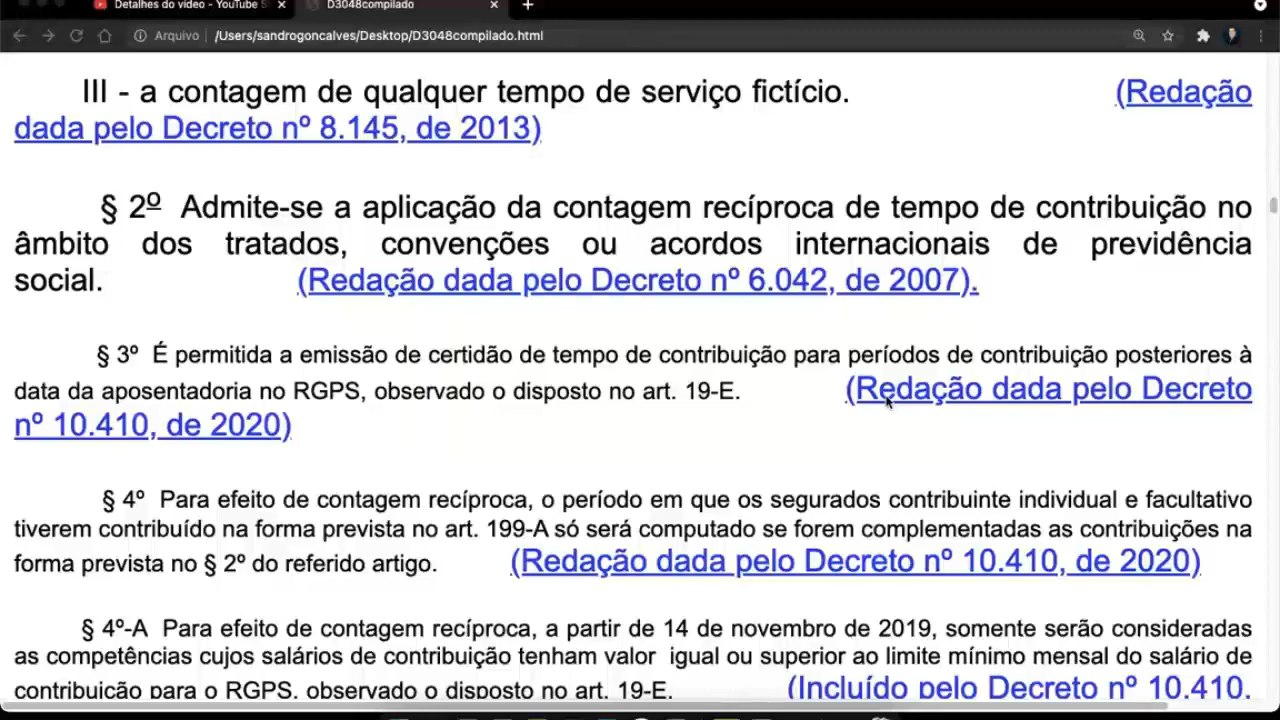 Detalhes do vídeo - YouTube S
D3048compilado
Arquivo
/Users/sandrogoncalves/Desktop/D3048compilado.html
III - a contagem de qualquer tempo de serviço fictício. (Redação
dada pelo Decreto nº 8.145, de 2013)
§ 2º Admite-se a aplicação da contagem recíproca de tempo de contribuição no
âmbito dos tratados, convenções ou acordos internacionais de previdência
social. (Redação dada pelo Decreto nº 6.042, de 2007).
§ 3º É permitida a emissão de certidão de tempo de contribuição para períodos de contribuição posteriores à
data da aposentadoria no RGPS, observado o disposto no art. 19-E. (Redação dada pelo Decreto
nº 10.410, de 2020)
§ 4º Para efeito de contagem recíproca, o período em que os segurados contribuinte individual e facultativo
tiverem contribuído na forma prevista no art. 199-A só será computado se forem complementadas as contribuições na
forma prevista no § 2º do referido artigo. (Redação dada pelo Decreto nº 10.410, de 2020)
§ 4º-A Para efeito de contagem recíproca, a partir de 14 de novembro de 2019, somente serão consideradas
as competências cujos salários de contribuição tenham valor igual ou superior ao limite mínimo mensal do salário de
contribuição para o RGPS, observado o disposto no art. 19-E. (Incluído pelo Decreto nº 10.410,